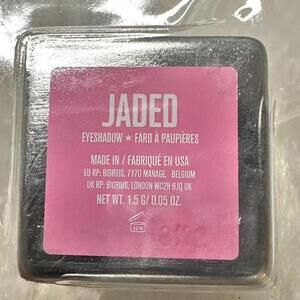 JADED
EYESHADOW ★ FARD À PAUPIÈRES
MADE IN / FABRIQUÉ EN USA
EU RP: BIORIUS, 7170 MANAGE, BELGIUM
UK RP: BIORIUS, LONDON WC2H 9JQ UK
NET WT. 1.5 G/ 0.05 OZ.
12 M